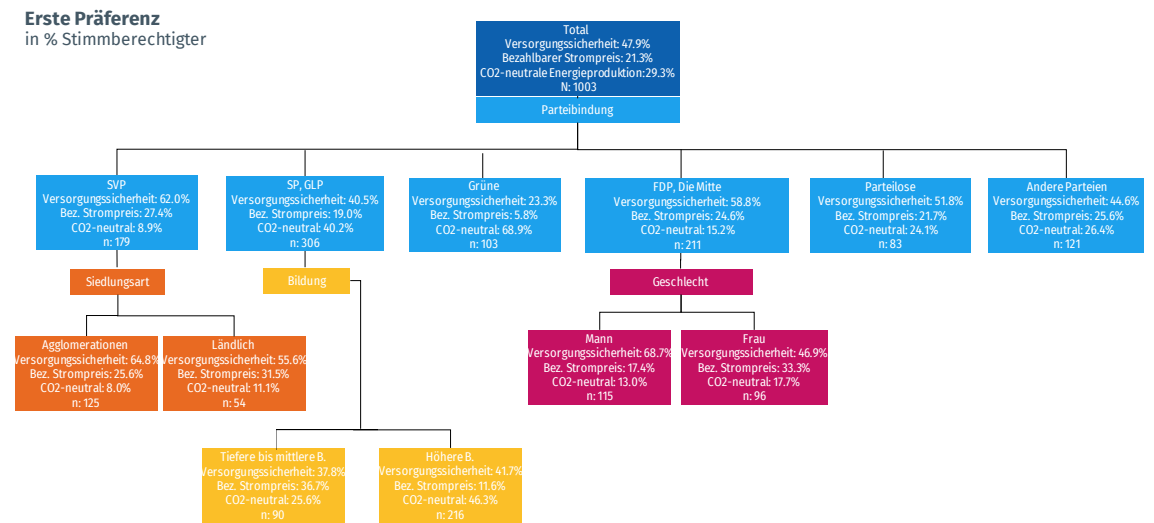 Erste Präferenz
in % Stimmberechtigter
Total
Versorgungssicherheit: 47.9%
Bezahlbarer Strompreis: 21.3%
CO2-neutrale Energieproduktion:29.3%
N: 1003
Parteibindung
SVP
Versorgungssicherheit: 62.0%
Bez. Strompreis: 27.4%
CO2-neutral: 8.9%
n: 179
SP, GLP
Versorgungssicherheit: 40.5%
Bez. Strompreis: 19.0%
CO2-neutral: 40.2%
n: 306
Grüne
Versorgungssicherheit: 23.3%
Bez. Strompreis: 5.8%
CO2-neutral: 68.9%
n: 103
FDP, Die Mitte
Versorgungssicherheit: 58.8%
Bez. Strompreis: 24.6%
CO2-neutral: 15.2%
n: 211
Parteilose
Versorgungssicherheit: 51.8%
Bez. Strompreis: 21.7%
CO2-neutral: 24.1%
n: 83
Andere Parteien
Versorgungssicherheit: 44.6%
Bez. Strompreis: 25.6%
CO2-neutral: 26.4%
n: 121
Siedlungsart
Bildung
Geschlecht
Agglomerationen
Versorgungssicherheit: 64.8%
Bez. Strompreis: 25.6%
CO2-neutral: 8.0%
n: 125
Ländlich
Versorgungssicherheit: 55.6%
Bez. Strompreis: 31.5%
CO2-neutral: 11.1%
n: 54
Mann
Versorgungssicherheit: 68.7%
Bez. Strompreis: 17.4%
CO2-neutral: 13.0%
n: 115
Frau
Versorgungssicherheit: 46.9%
Bez. Strompreis: 33.3%
CO2-neutral: 17.7%
n: 96
Tiefere bis mittlere B.
Versorgungssicherheit: 37.8%
Bez. Strompreis: 36.7%
CO2-neutral: 25.6%
n: 90
Höhere B.
Versorgungssicherheit: 41.7%
Bez. Strompreis: 11.6%
CO2-neutral: 46.3%
n: 216